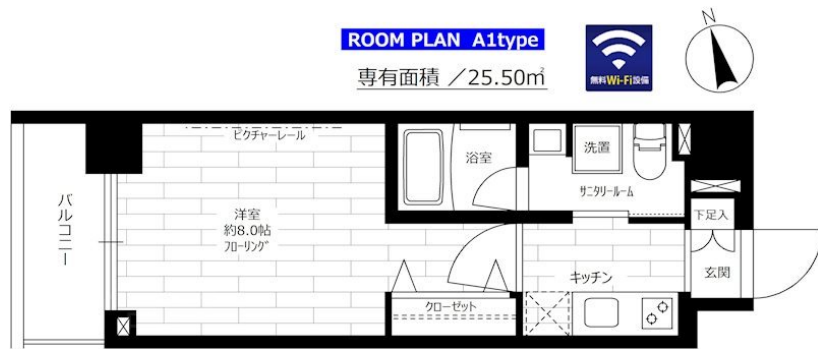 ROOM PLAN A1type
専有面積 ／25.50㎡
無料Wi-Fi設備
N
ピクチャーレール
浴室
洗置
サニタリールーム
バルコニー
洋室
約8.0帖
フローリング
下足入
玄関
キッチン
クローゼット